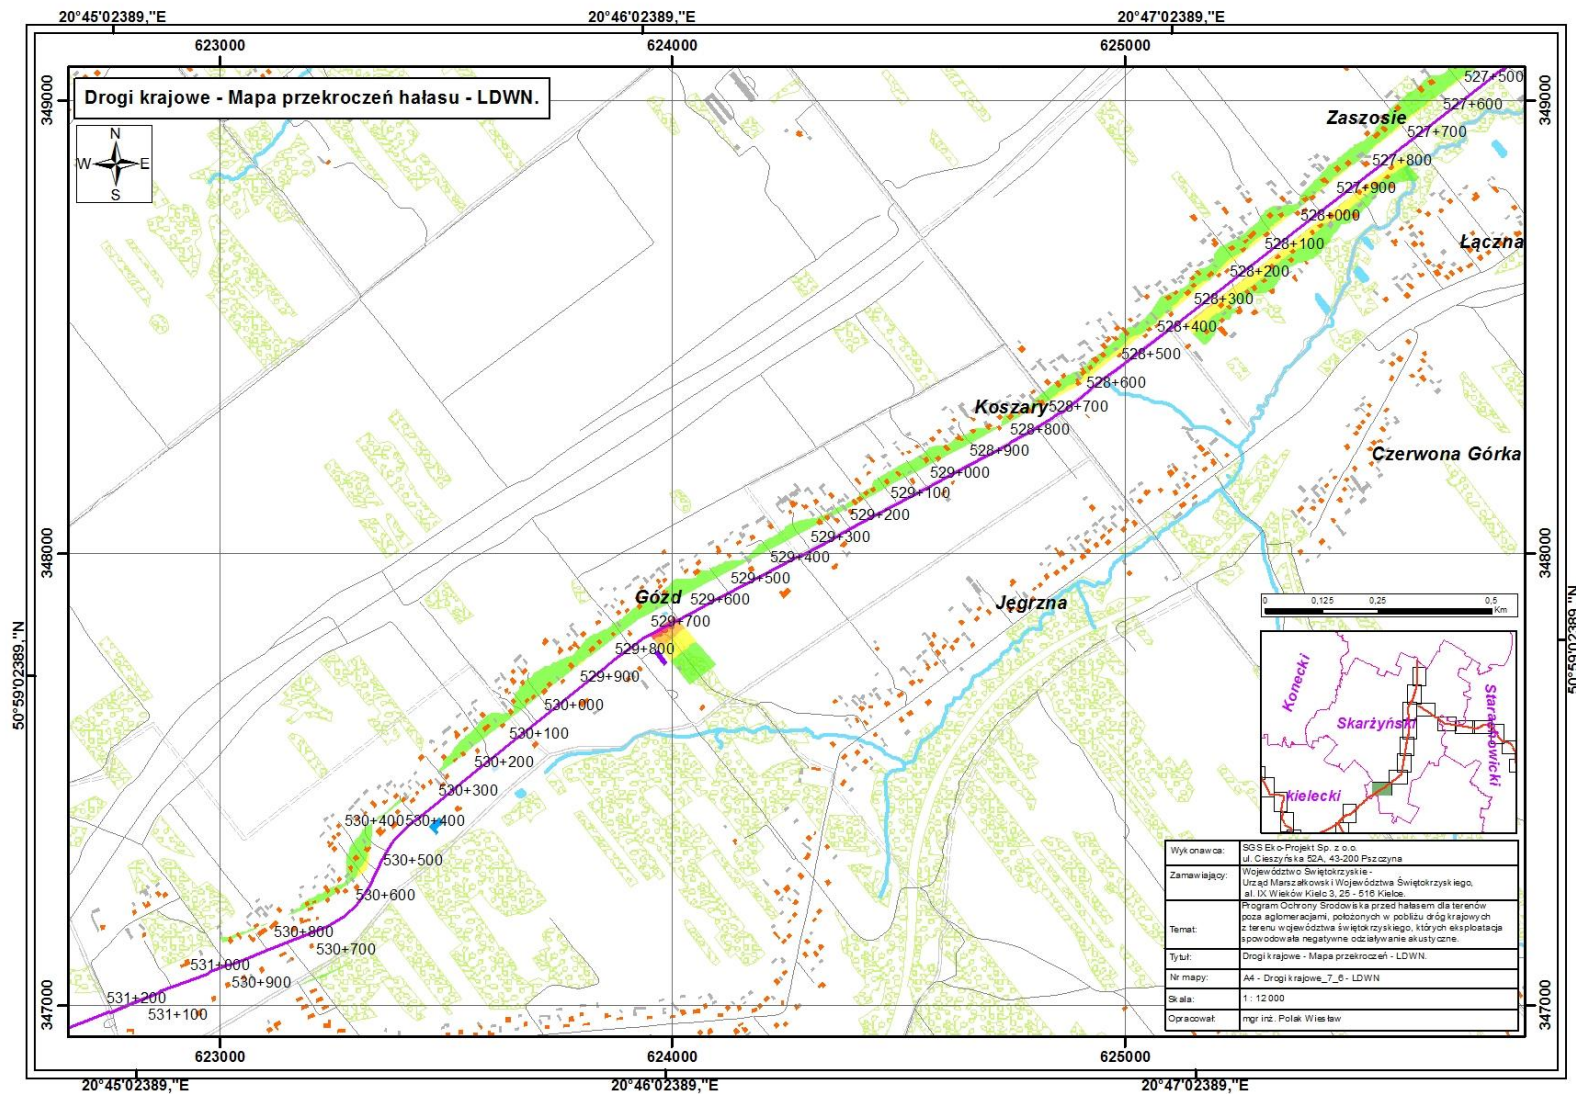 20°45'02389,"E
20°46'02389,"E
20°47'02389,"E
623000
624000
625000
Drogi krajowe - Mapa przekroczeń hałasu - LDWN.
N
W
E
S
349000
349000
527+500
527+600
Zaszosie
527+700
527+800
527+900
528+000
Łączna
528+100
528+200
528+300
528+400
528+500
528+600
Koszary
528+700
528+800
528+900
Czerwona Górka
529+000
529+100
529+200
529+300
348000
348000
529+400
529+500
Gózd
529+600
Jęgrzna
529+700
529+800
529+900
530+000
530+100
530+200
530+300
530+400
530+400
530+500
530+600
530+800
530+700
531+000
530+900
531+200
531+100
347000
347000
50°59'02389,"N
50°59'02389,"N
0
0,125
0,25
0,5
Km
Konecki
Skarżyński
Starachowicki
kielecki
Wykonawca:
SGS Eko-Projekt Sp. z o.o.
ul. Cieszyńska 52A, 43-200 Pszczyna
Zamawiający:
Województwo Świętokrzyskie -
Urząd Marszałkowski Województwa Świętokrzyskiego,
al. IX Wieków Kielc 3, 25 - 516 Kielce.
Temat:
Program Ochrony Środowiska przed hałasem dla terenów
poza aglomeracjami, położonych w pobliżu dróg krajowych
z terenu województwa świętokrzyskiego, których eksploatacja
spowodowała negatywne oddziaływanie akustyczne.
Tytuł:
Drogi krajowe - Mapa przekroczeń - LDWN.
Nr mapy:
A4 - Drogi krajowe_7_6 - LDWN
Skala:
1 : 12 000
Opracował:
mgr inż. Polak Wiesław
623000
624000
625000
20°45'02389,"E
20°46'02389,"E
20°47'02389,"E